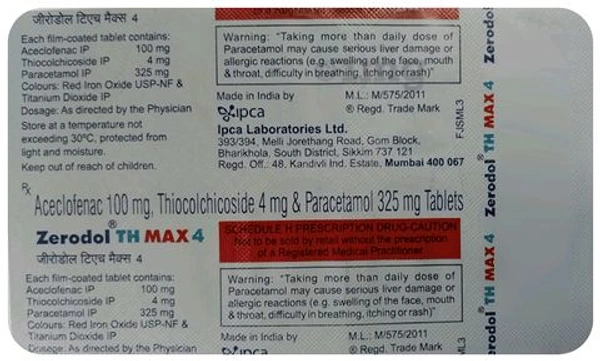 जीरोडोल टिएच मैक्स 4
Each film-coated tablet contains:
Aceclofenac IP 100 mg
Thiocolchicoside IP 4 mg
Paracetamol IP 325 mg
Colours: Red Iron Oxide USP-NF &
Titanium Dioxide IP
Dosage: As directed by the Physician
Store at a temperature not
exceeding 30°C, protected from
light and moisture.
Keep out of reach of children.
Warning: "Taking more than daily dose of
Paracetamol may cause serious liver damage or
allergic reactions (e.g. swelling of the face, mouth
& throat, difficulty in breathing, itching or rash)"
Made in India by M.L.: M/575/2011
ipca ® Regd. Trade Mark
Ipca Laboratories Ltd.
393/394, Melli Jorethang Road, Gom Block,
Bharikhola, South District, Sikkim 737 121
Regd. Off.: 48, Kandivli Ind. Estate, Mumbai 400 067
FJSML3
Zerodol® TH MAX 4
Rx
Aceclofenac 100 mg, Thiocolchicoside 4 mg & Paracetamol 325 mg Tablets
Zerodol® TH MAX 4
जीरोडोल टिएच मैक्स 4
SCHEDULE H PRESCRIPTION DRUG-CAUTION
Not to be sold by retail without the prescription
of a Registered Medical Practitioner
Each film-coated tablet contains:
Aceclofenac IP 100 mg
Thiocolchicoside IP 4 mg
Paracetamol IP 325 mg
Colours: Red Iron Oxide USP-NF &
Titanium Dioxide IP
Dosage: As directed by the Physician
Warning: "Taking more than daily dose of
Paracetamol may cause serious liver damage or
allergic reactions (e.g. swelling of the face, mouth
& throat, difficulty in breathing, itching or rash)"
Made in India by M.L.: M/575/2011
ipca ® Regd. Trade Mark
ML3
Zerodol® TH MAX 4
Zerodol